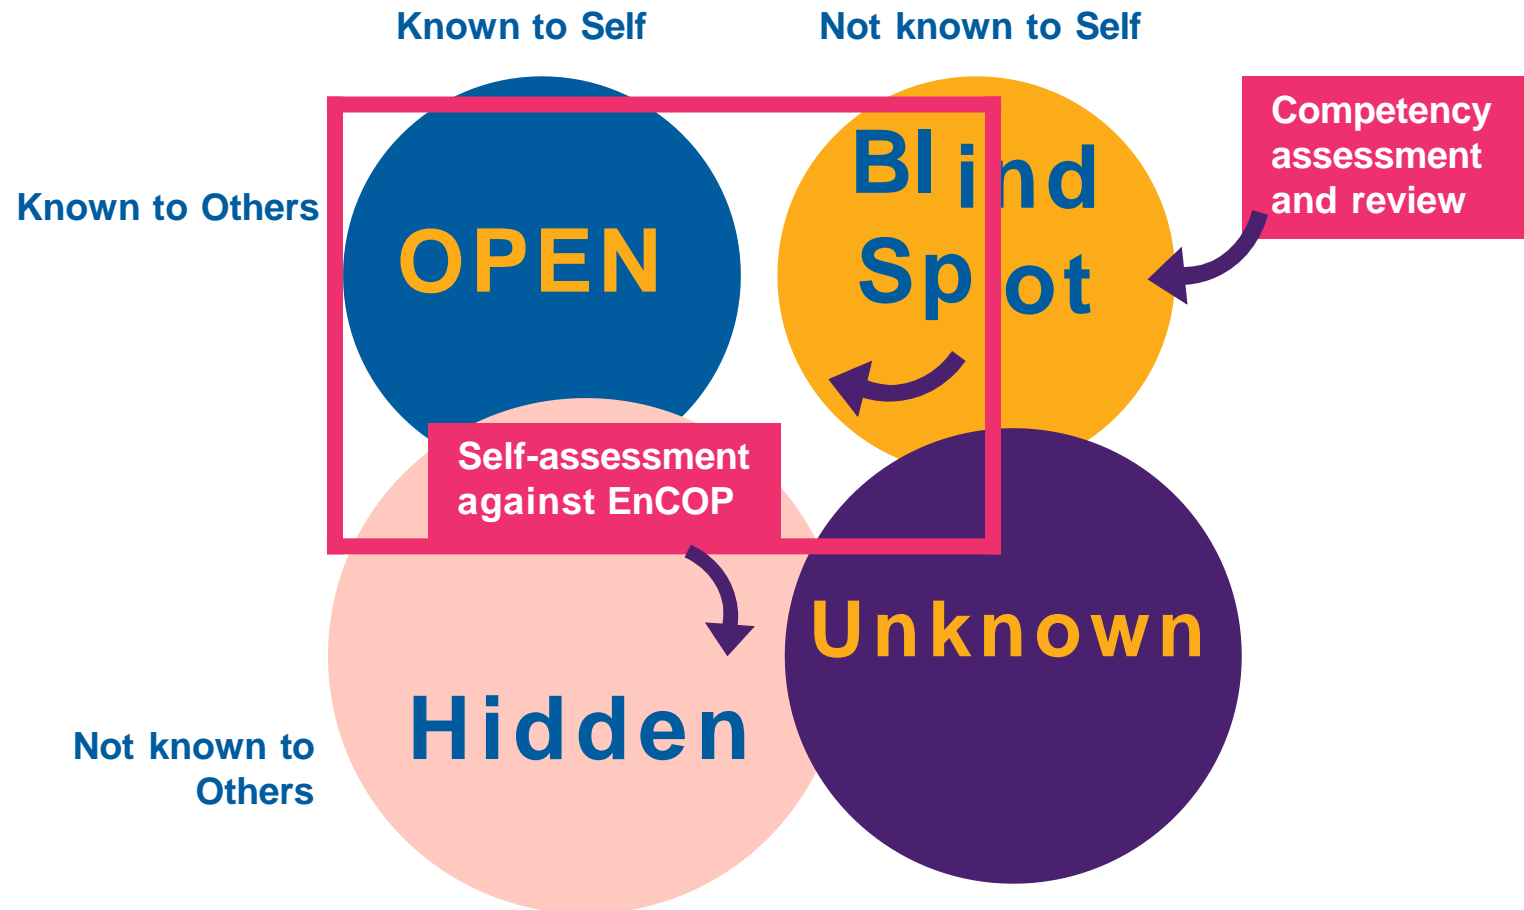 Known to Self
Not known to Self
Competency
assessment
and review
Known to Others
Blind
Spot
OPEN
Self-assessment
against EnCOP
Unknown
Hidden
Not known to
Others